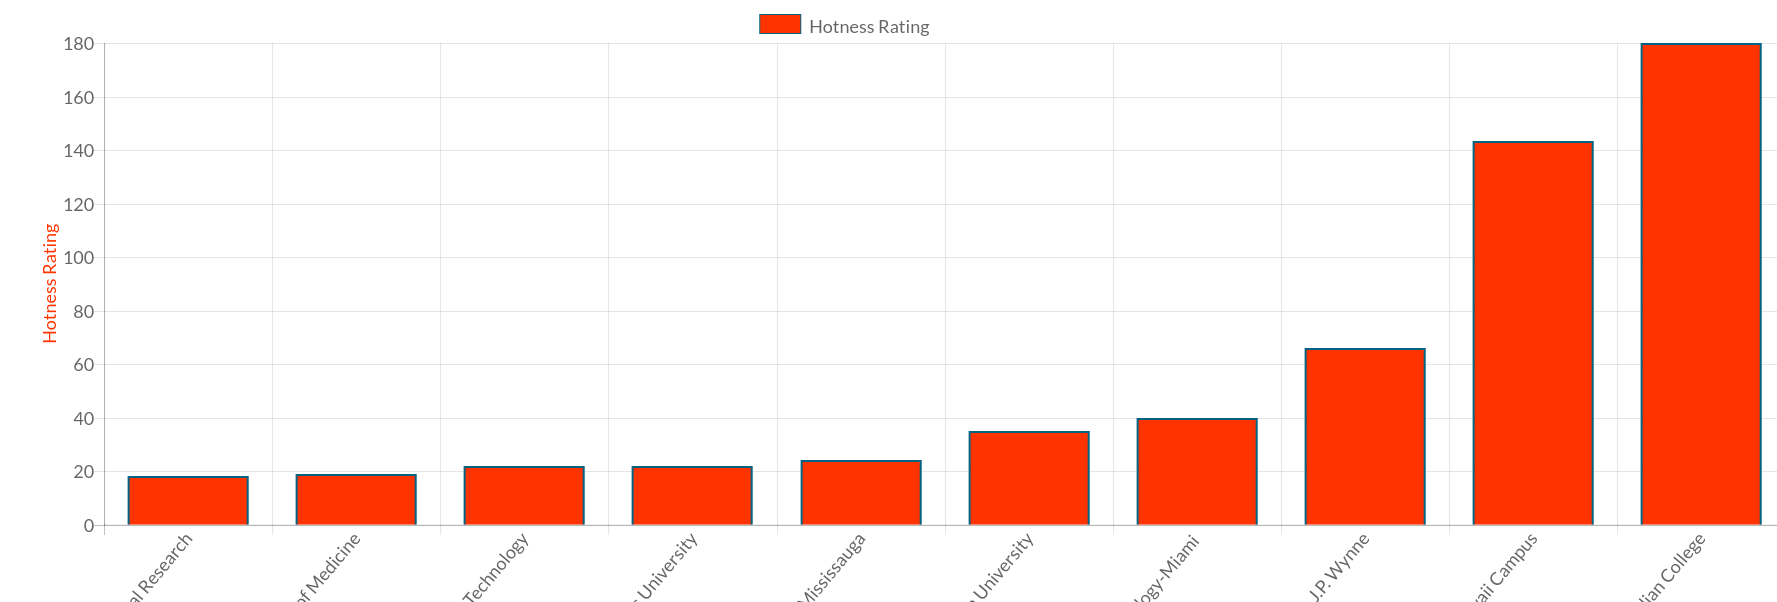 Hotness Rating
180
160
140
120
100
80
60
40
20
0
Hotness Rating
Research
of Medicine
Technology
University
Mississauga
University
Miami
J.P. Wynne
Campus
College